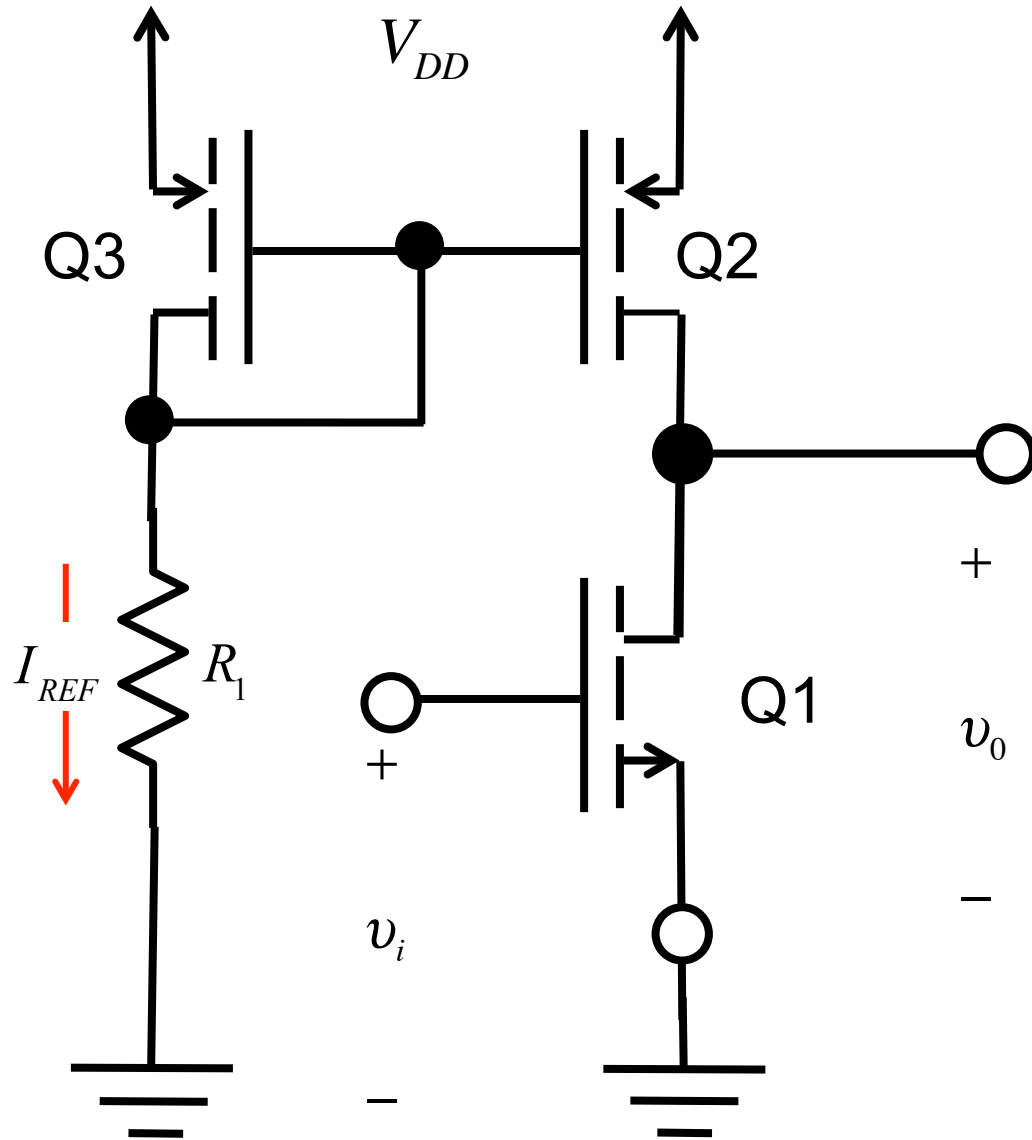 V_DD
Q3
Q2
I_REF
R_1
Q1
+
+
υ_0
υ_i
−
−